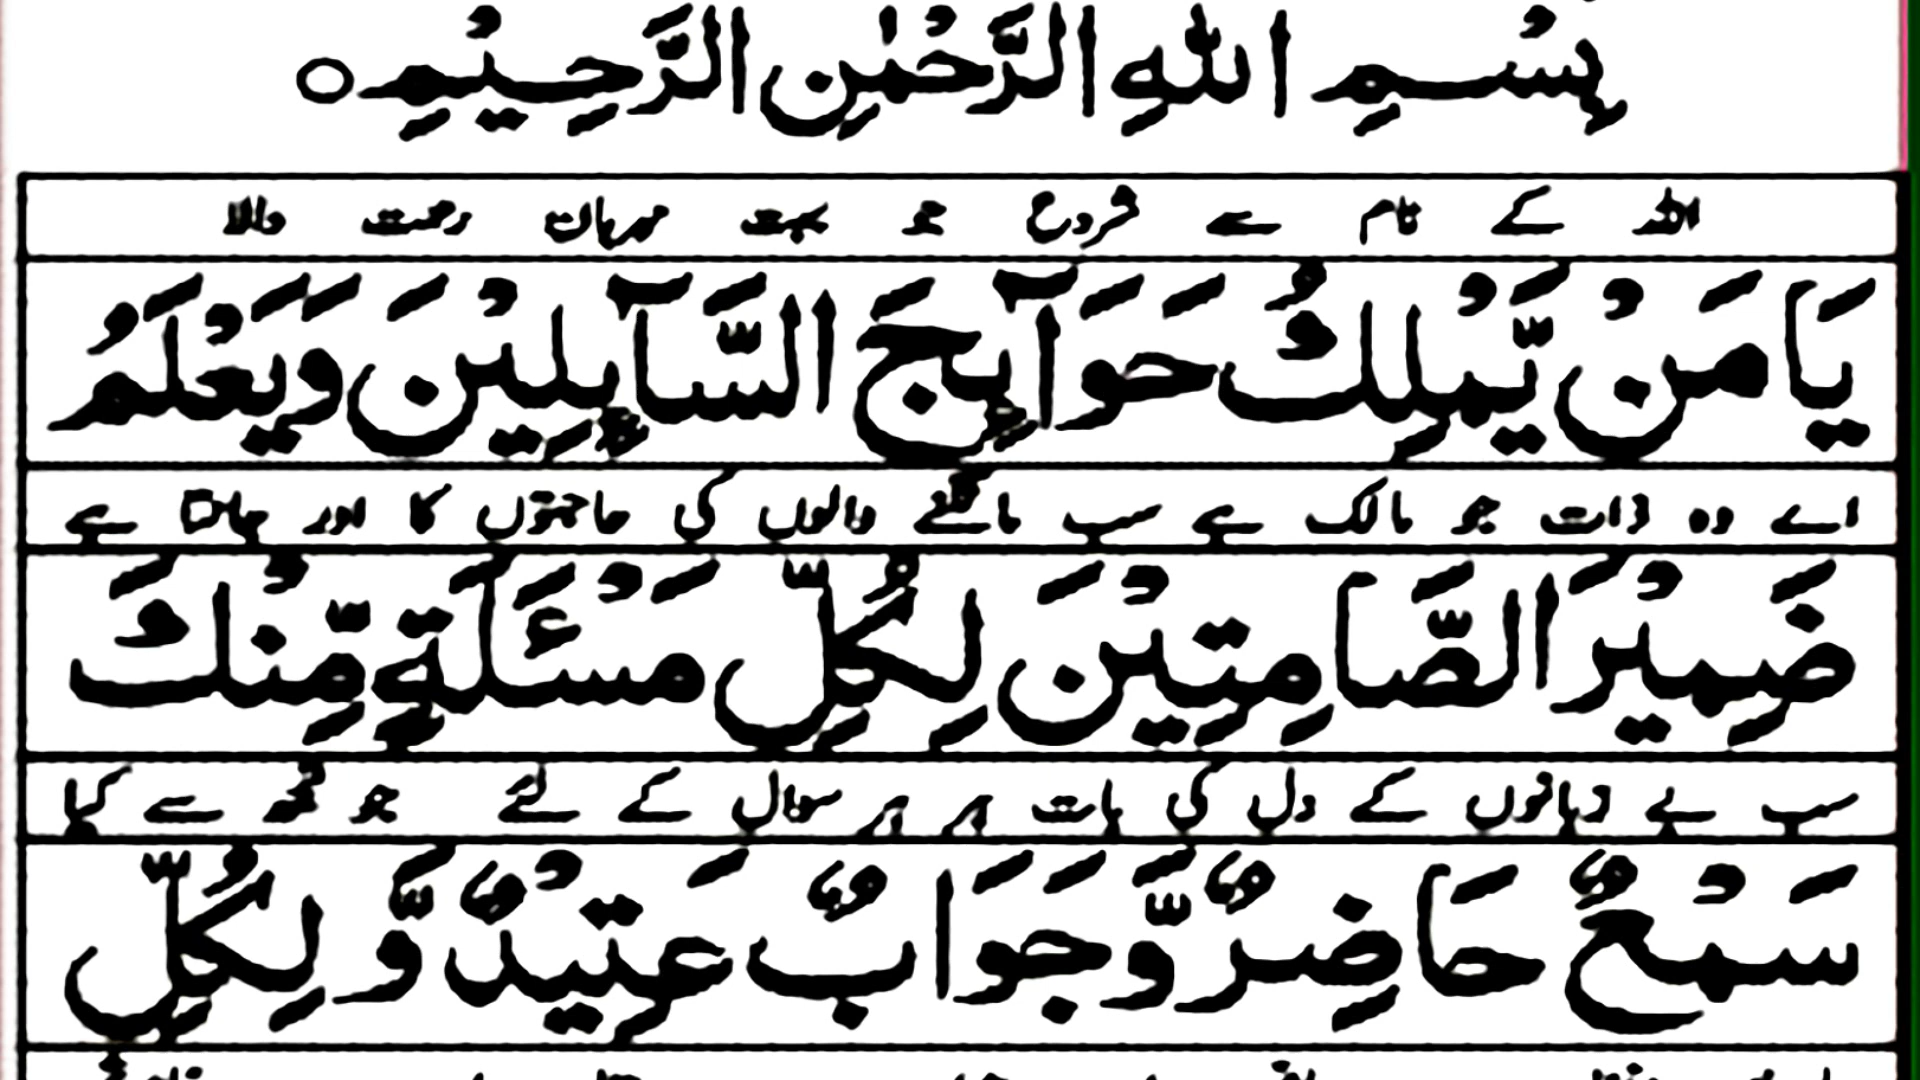 بِسْمِ اللّٰهِ الرَّحْمٰنِ الرَّحِيْمِ ○
اللہ کے نام سے شروع جو بہت مہربان رحمت والا
يَا مَنْ يَّمْلِكُ حَوَآئِجَ السَّآئِلِيْنَ وَيَعْلَمُ
اے وہ ذات جو مالک ہے سب مانگنے والوں کی حاجتوں کا اور جانتا ہے
ضَمِيْرَ الصَّامِتِيْنَ لِكُلِّ مَسْئَلَةٍ مِّنْكَ
سب بے زبانوں کے دل کی بات ہر ہر سوال کے لئے جو تجھ سے کیا
سَمْعٌ حَاضِرٌ وَّجَوَابٌ عَتِيْدٌ وَّلِكُلِّ